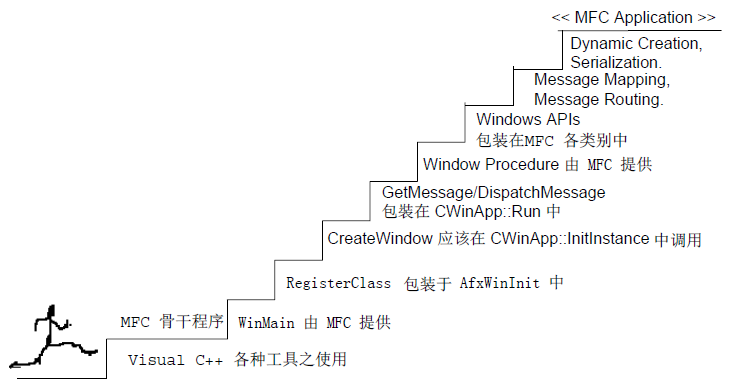 << MFC Application >>
Dynamic Creation,
Serialization.
Message Mapping,
Message Routing.
Windows APIs
包装在MFC 各类别中
Window Procedure 由 MFC 提供
GetMessage/DispatchMessage
包装在 CWinApp::Run 中
CreateWindow 应该在 CWinApp::InitInstance 中调用
RegisterClass 包装于 AfxWinInit 中
MFC 骨干程序
WinMain 由 MFC 提供
Visual C++ 各种工具之使用